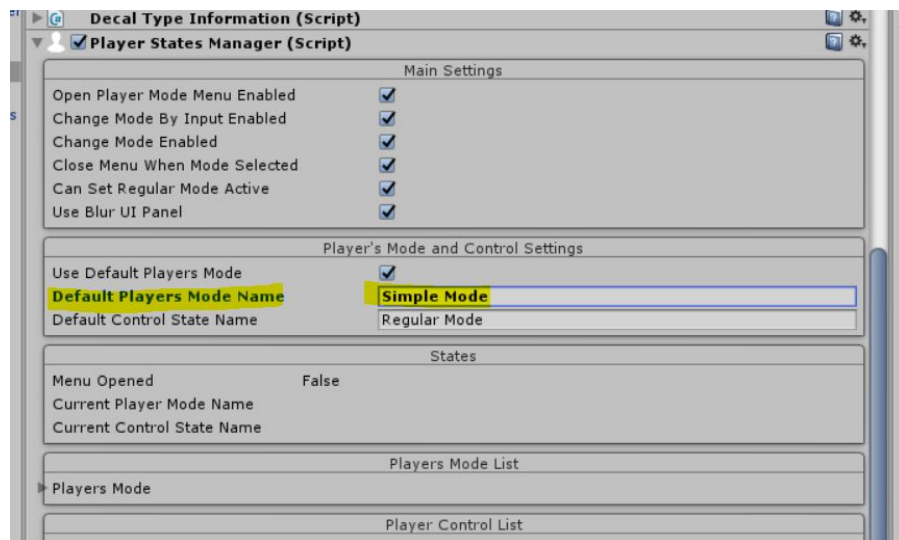 Decal Type Information (Script)
Player States Manager (Script)
Main Settings
Open Player Mode Menu Enabled
Change Mode By Input Enabled
Change Mode Enabled
Close Menu When Mode Selected
Can Set Regular Mode Active
Use Blur UI Panel
Player's Mode and Control Settings
Use Default Players Mode
Default Players Mode Name Simple Mode
Default Control State Name Regular Mode
States
Menu Opened False
Current Player Mode Name
Current Control State Name
Players Mode List
Players Mode
Player Control List